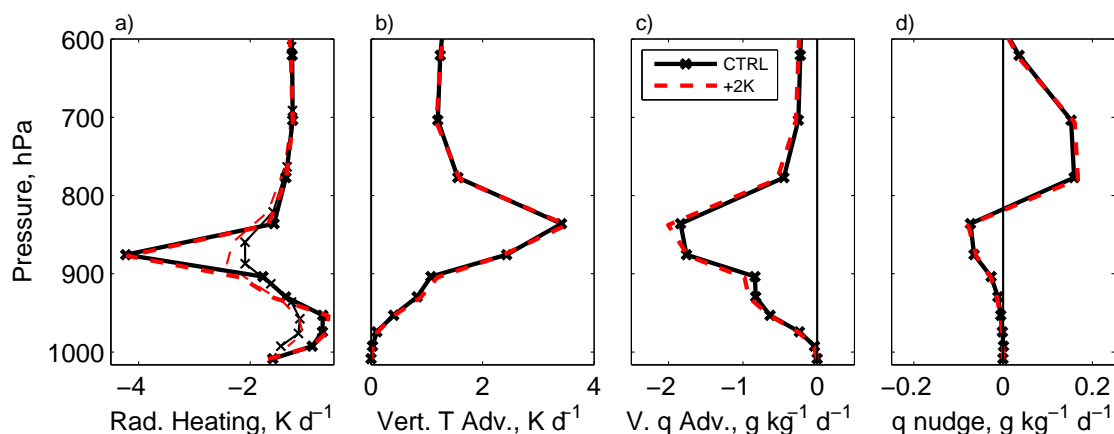 a)
b)
c)
d)
600
700
800
900
1000
Pressure, hPa
CTRL
+2K
−4
−2
0
2
4
−2
−1
0
−0.2
0
0.2
Rad. Heating, K d⁻¹
Vert. T Adv., K d⁻¹
V. q Adv., g kg⁻¹ d⁻¹
q nudge, g kg⁻¹ d⁻¹